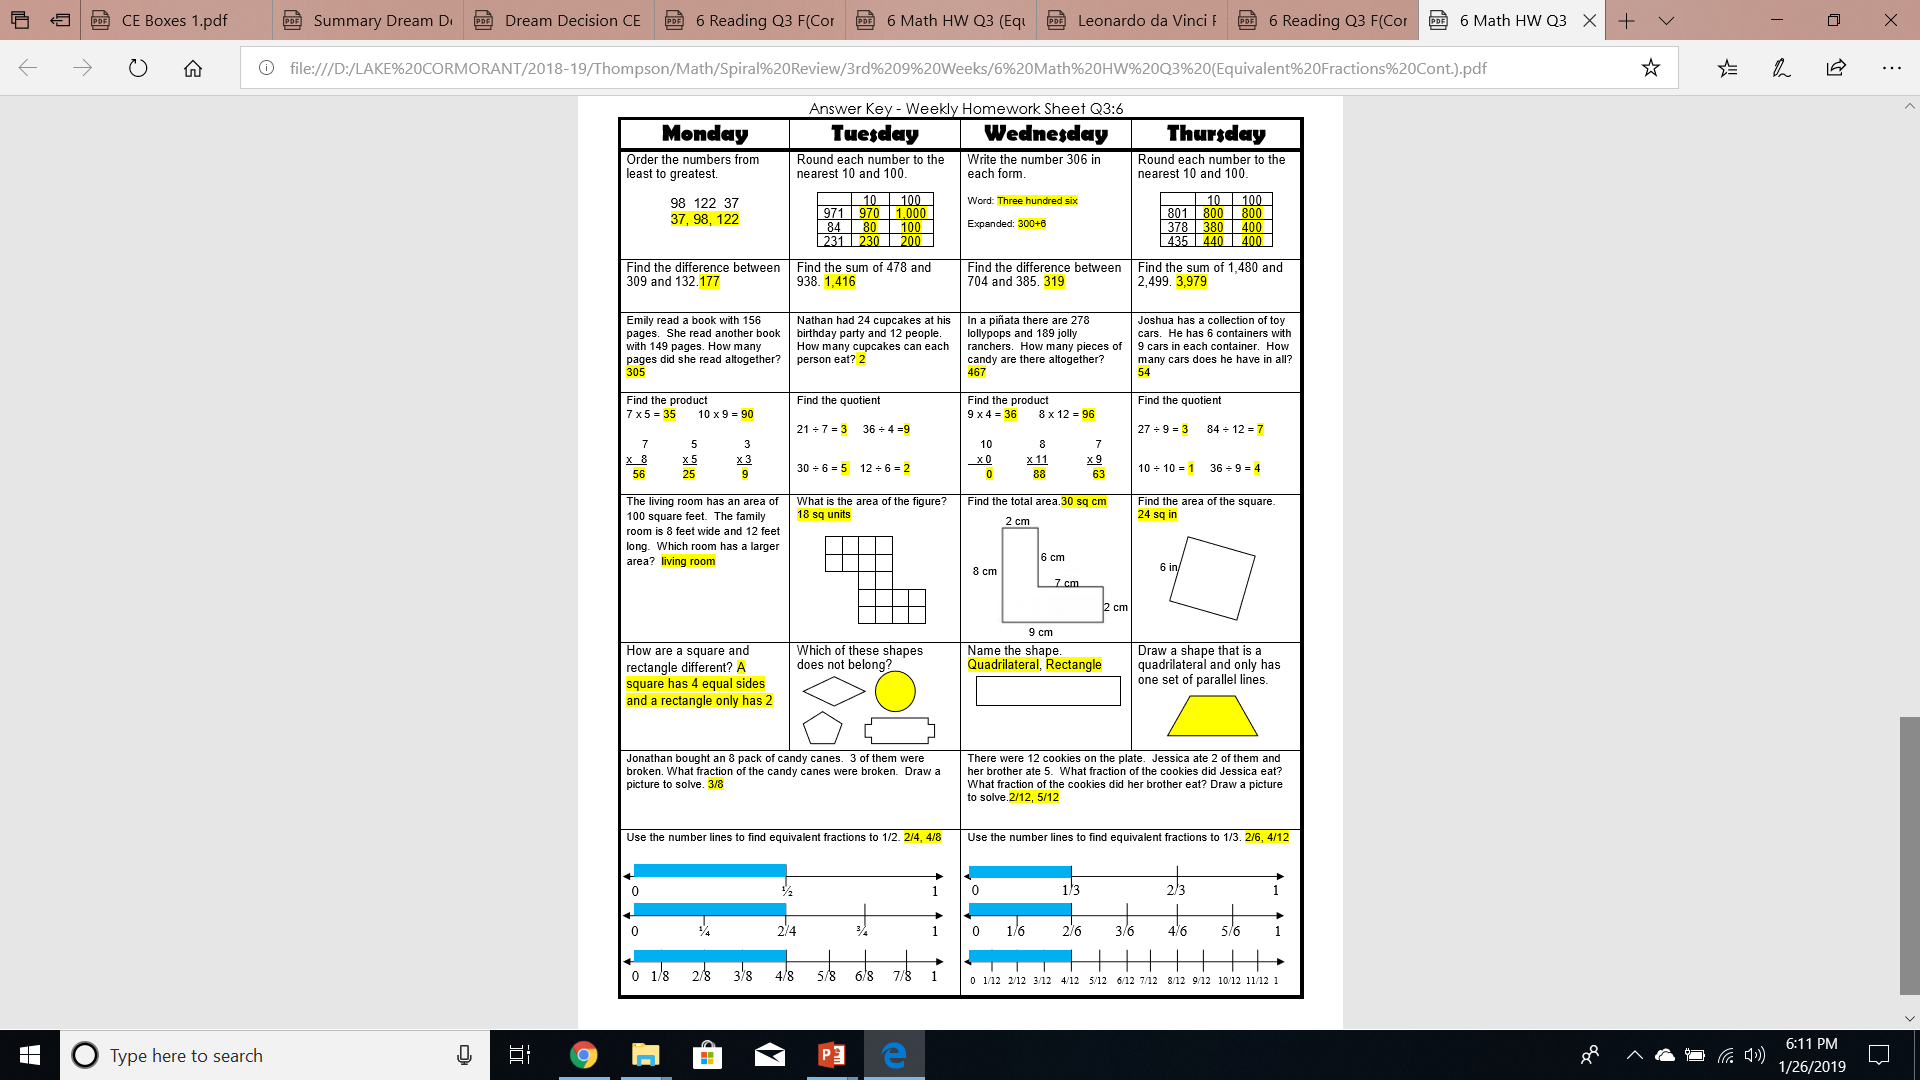 CE Boxes 1.pdf
Summary Dream De
Dream Decision CE
6 Reading Q3 F(Cor
6 Math HW Q3 (Equ
Leonardo da Vinci F
6 Reading Q3 F(Cor
6 Math HW Q3
file:///D:/LAKE%20CORMORANT/2018-19/Thompson/Math/Spiral%20Review/3rd%209%20Weeks/6%20Math%20HW%20Q3%20(Equivalent%20Fractions%20Cont.).pdf
Answer Key - Weekly Homework Sheet Q3:6
Monday
Tuesday
Wednesday
Thursday
Order the numbers from
least to greatest.
98 122 37
37, 98, 122
Round each number to the
nearest 10 and 100.
10 100
971 970 1,000
84 80 100
231 230 200
Write the number 306 in
each form.
Word: Three hundred six
Expanded: 300+6
Round each number to the
nearest 10 and 100.
10 100
801 800 800
378 380 400
435 440 400
Find the difference between
309 and 132.177
Find the sum of 478 and
938. 1,416
Find the difference between
704 and 385. 319
Find the sum of 1,480 and
2,499. 3,979
Emily read a book with 156
pages. She read another book
with 149 pages. How many
pages did she read altogether?
305
Nathan had 24 cupcakes at his
birthday party and 12 people.
How many cupcakes can each
person eat? 2
In a piñata there are 278
lollypops and 189 jolly
ranchers. How many pieces of
candy are there altogether?
467
Joshua has a collection of toy
cars. He has 6 containers with
9 cars in each container. How
many cars does he have in all?
54
Find the product
7 x 5 = 35 10 x 9 = 90
7 5 3
x 8 x 5 x 3
56 25 9
Find the quotient
21 ÷ 7 = 3 36 ÷ 4 =9
30 ÷ 6 = 5 12 ÷ 6 = 2
Find the product
9 x 4 = 36 8 x 12 = 96
10 8 7
x 0 x 11 x 9
0 88 63
Find the quotient
27 ÷ 9 = 3 84 ÷ 12 = 7
10 ÷ 10 = 1 36 ÷ 9 = 4
The living room has an area of
100 square feet. The family
room is 8 feet wide and 12 feet
long. Which room has a larger
area? living room
What is the area of the figure?
18 sq units
Find the total area.30 sq cm
2 cm
6 cm
8 cm
7 cm
2 cm
9 cm
Find the area of the square.
24 sq in
6 in
How are a square and
rectangle different? A
square has 4 equal sides
and a rectangle only has 2
Which of these shapes
does not belong?
Name the shape.
Quadrilateral, Rectangle
Draw a shape that is a
quadrilateral and only has
one set of parallel lines.
Jonathan bought an 8 pack of candy canes. 3 of them were
broken. What fraction of the candy canes were broken. Draw a
picture to solve. 3/8
There were 12 cookies on the plate. Jessica ate 2 of them and
her brother ate 5. What fraction of the cookies did Jessica eat?
What fraction of the cookies did her brother eat? Draw a picture
to solve.2/12, 5/12
Use the number lines to find equivalent fractions to 1/2. 2/4, 4/8
0 ½ 1
0 ¼ 2/4 ¾ 1
0 1/8 2/8 3/8 4/8 5/8 6/8 7/8 1
Use the number lines to find equivalent fractions to 1/3. 2/6, 4/12
0 1/3 2/3 1
0 1/6 2/6 3/6 4/6 5/6 1
0 1/12 2/12 3/12 4/12 5/12 6/12 7/12 8/12 9/12 10/12 11/12 1
Type here to search
6:11 PM
1/26/2019